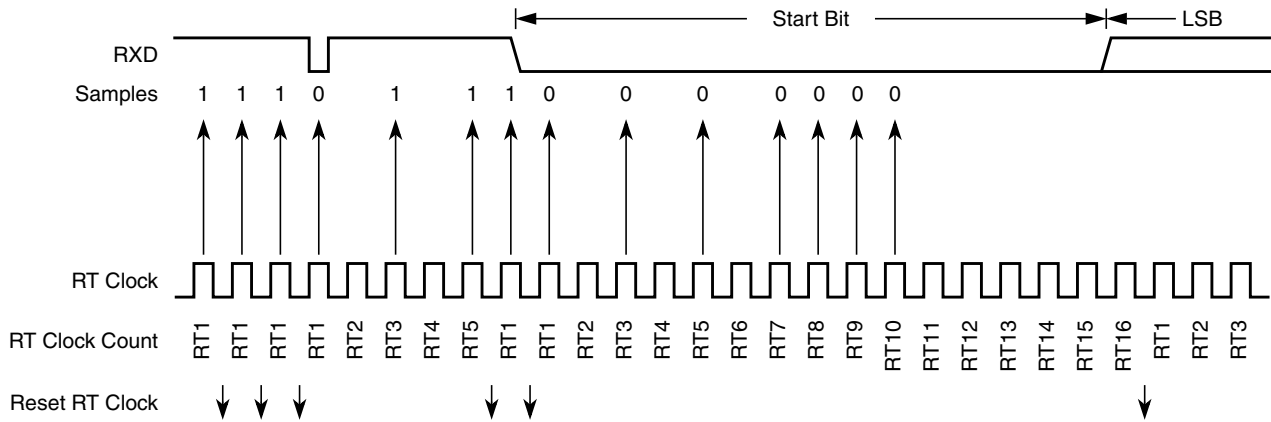 Start Bit LSB
RXD
Samples 1 1 1 0 1 1 1 0 0 0 0 0 0 0
RT Clock
RT Clock Count RT1 RT1 RT1 RT1 RT2 RT3 RT4 RT5 RT1 RT1 RT2 RT3 RT4 RT5 RT6 RT7 RT8 RT9 RT10 RT11 RT12 RT13 RT14 RT15 RT16 RT1 RT2 RT3
Reset RT Clock